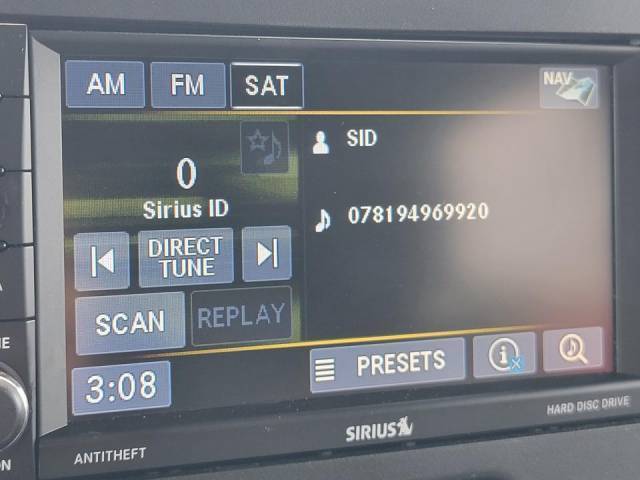 AM FM SAT NAV
0
Sirius ID
SID
078194969920
DIRECT
TUNE
SCAN REPLAY
PRESETS
3:08
SIRIUS
ANTITHEFT
HARD DISC DRIVE